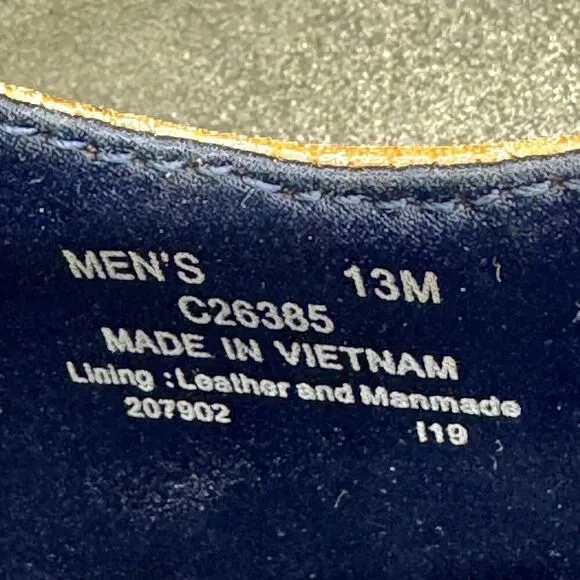 MEN'S 13M
C26385
MADE IN VIETNAM
Lining :Leather and Manmade
207902 I19